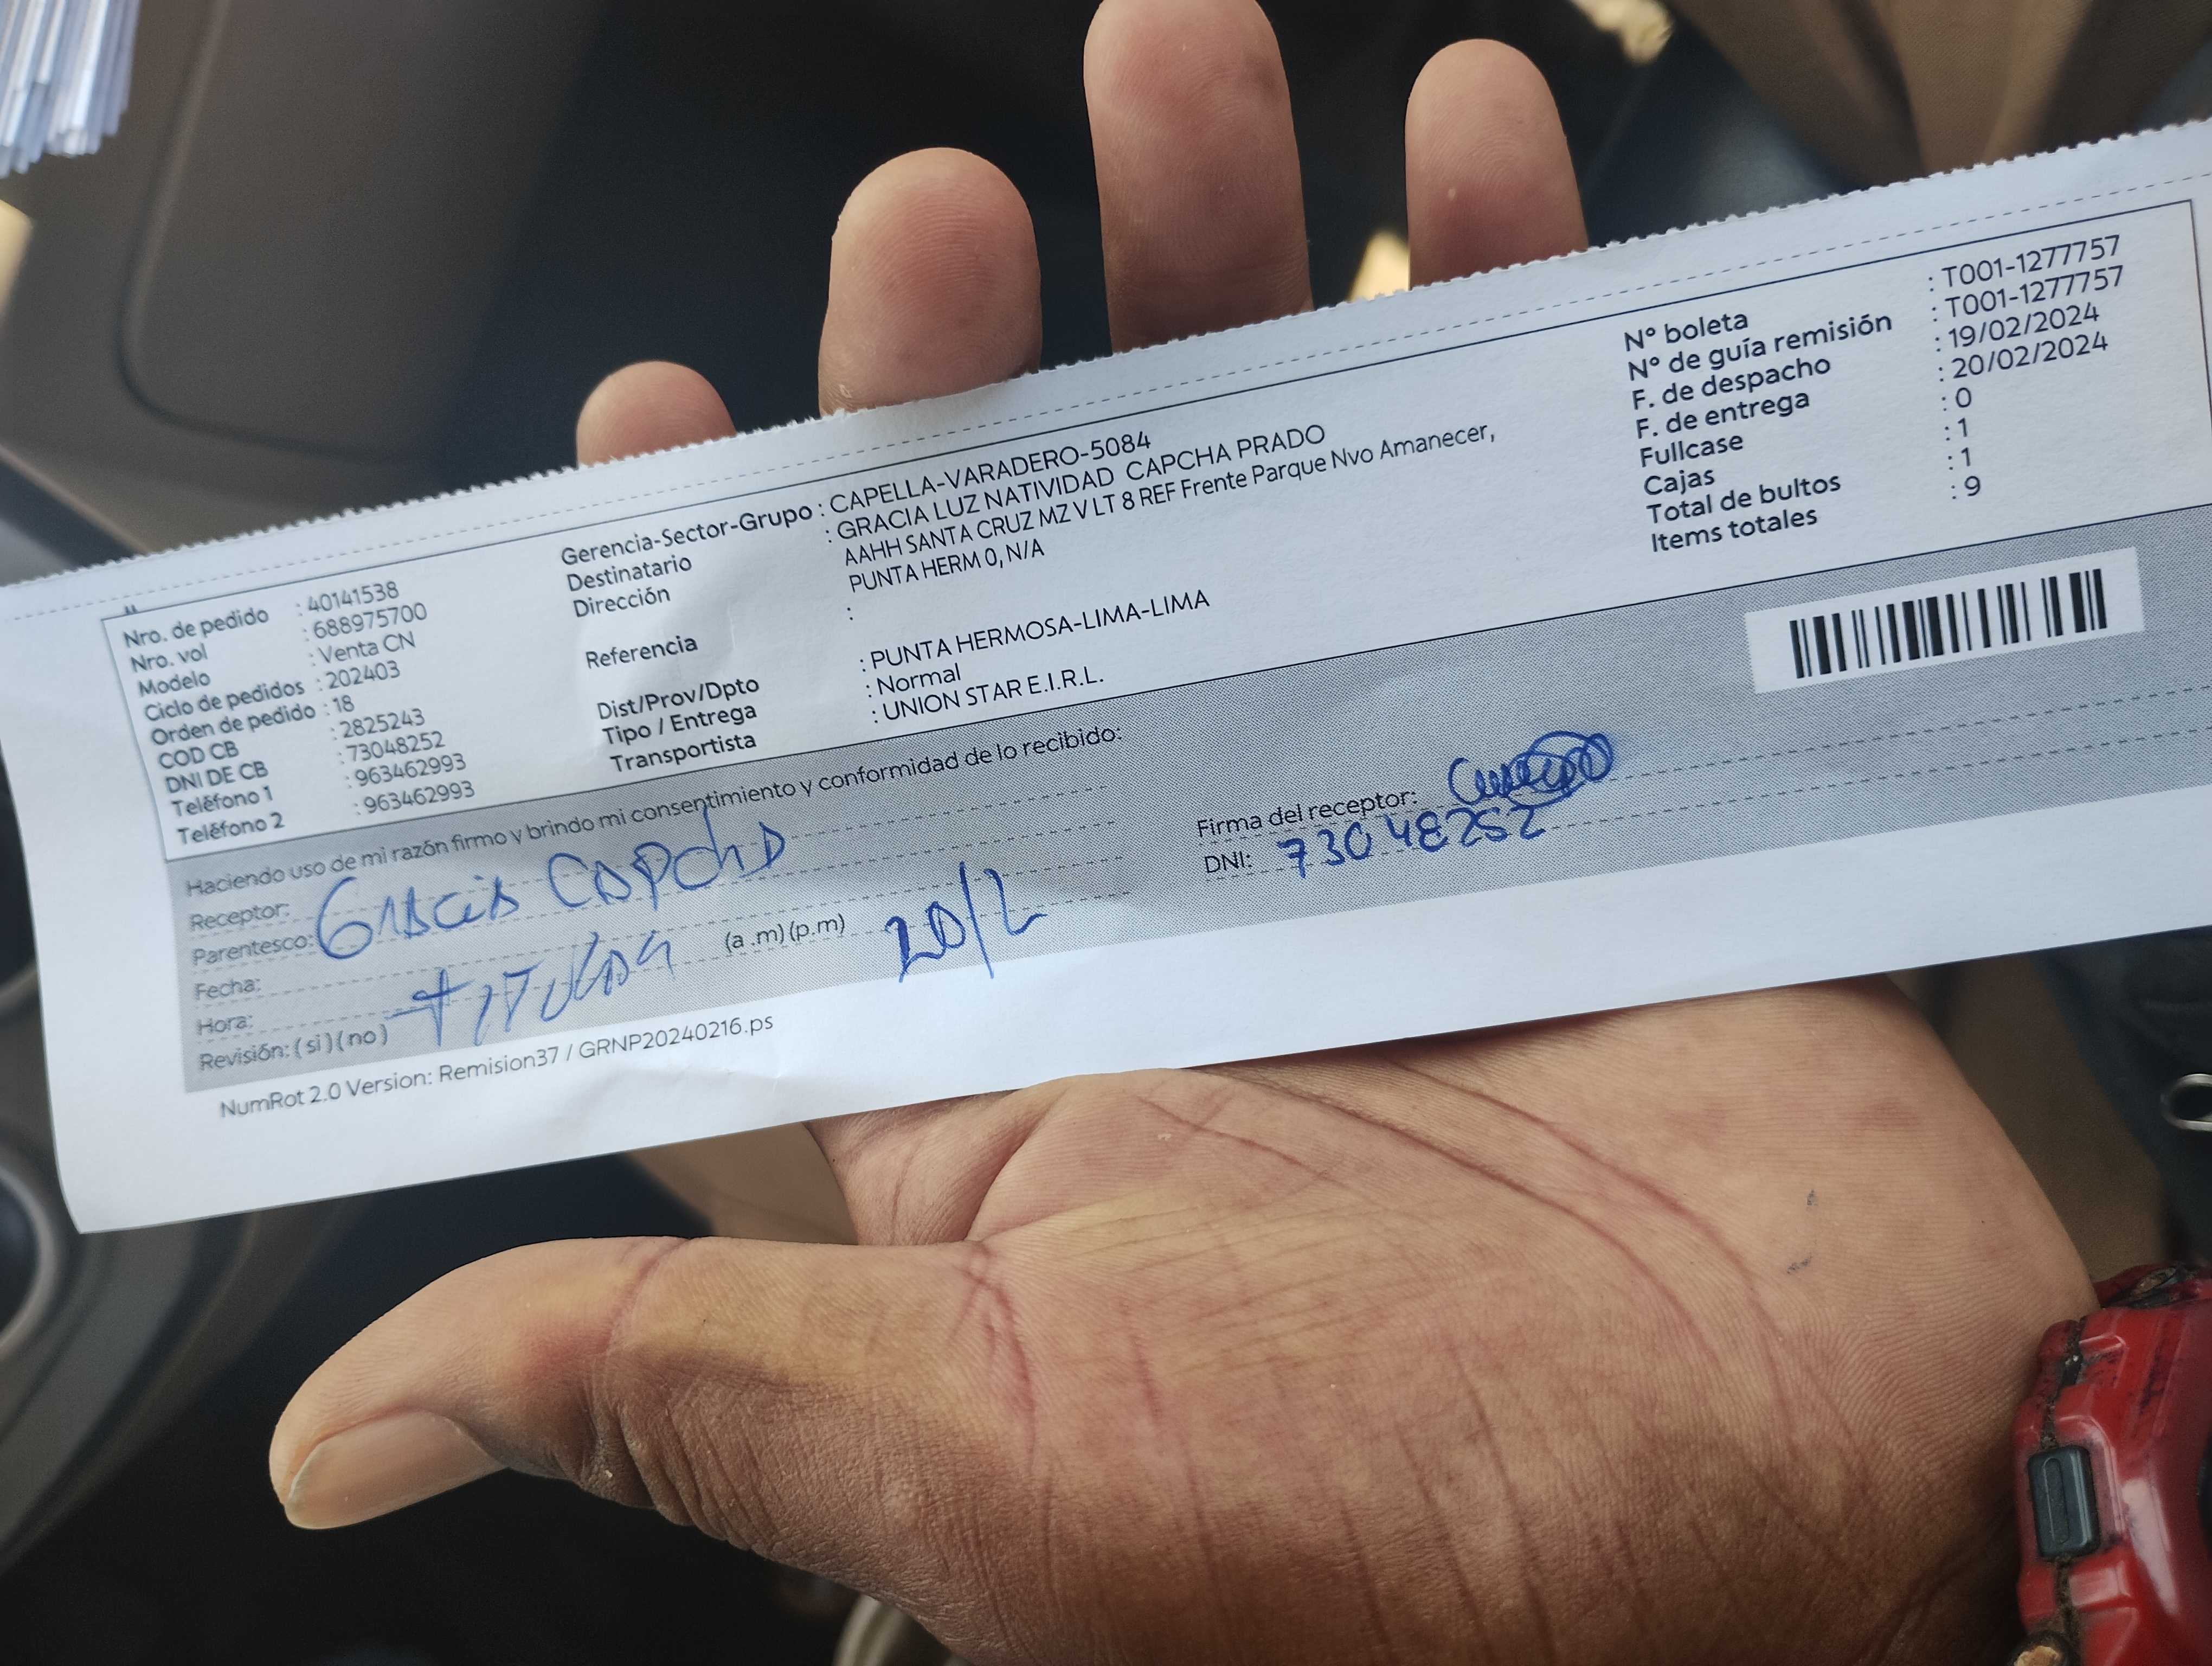 Nro. de pedido : 40141538
Nro. vol : 688975700
Modelo : Venta CN
Ciclo de pedidos : 202403
Orden de pedido : 18
COD CB : 2825243
DNI DE CB : 73048252
Teléfono 1 : 963462993
Teléfono 2 : 963462993
Gerencia-Sector-Grupo : CAPELLA-VARADERO-5084
Destinatario : GRACIA LUZ NATIVIDAD CAPCHA PRADO
Dirección AAHH SANTA CRUZ MZ V LT 8 REF Frente Parque Nvo Amanecer,
PUNTA HERM 0, N/A
Referencia :
Dist/Prov/Dpto : PUNTA HERMOSA-LIMA-LIMA
Tipo / Entrega : Normal
Transportista : UNION STAR E.I.R.L.
N° boleta : T001-1277757
N° de guía remisión : T001-1277757
F. de despacho : 19/02/2024
F. de entrega : 20/02/2024
Fullcase : 0
Cajas : 1
Total de bultos : 1
Items totales : 9
Haciendo uso de mi razón firmo y brindo mi consentimiento y conformidad de lo recibido:
Receptor: Gracia Capcha
Parentesco:
Fecha:
Hora: titular (a .m) (p.m) 20/2
Revisión: (si) (no)
Firma del receptor:
DNI: 73048252
NumRot 2.0 Version: Remision37 / GRNP20240216.ps